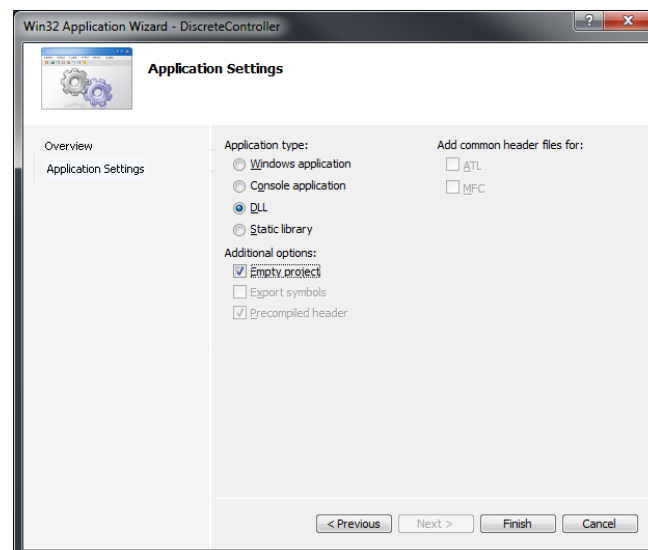 Win32 Application Wizard - DiscreteController
Application Settings
Overview
Application Settings
Application type:
Windows application
Console application
DLL
Static library
Additional options:
Empty project
Export symbols
Precompiled header
Add common header files for:
ATL
MFC
< Previous
Next >
Finish
Cancel